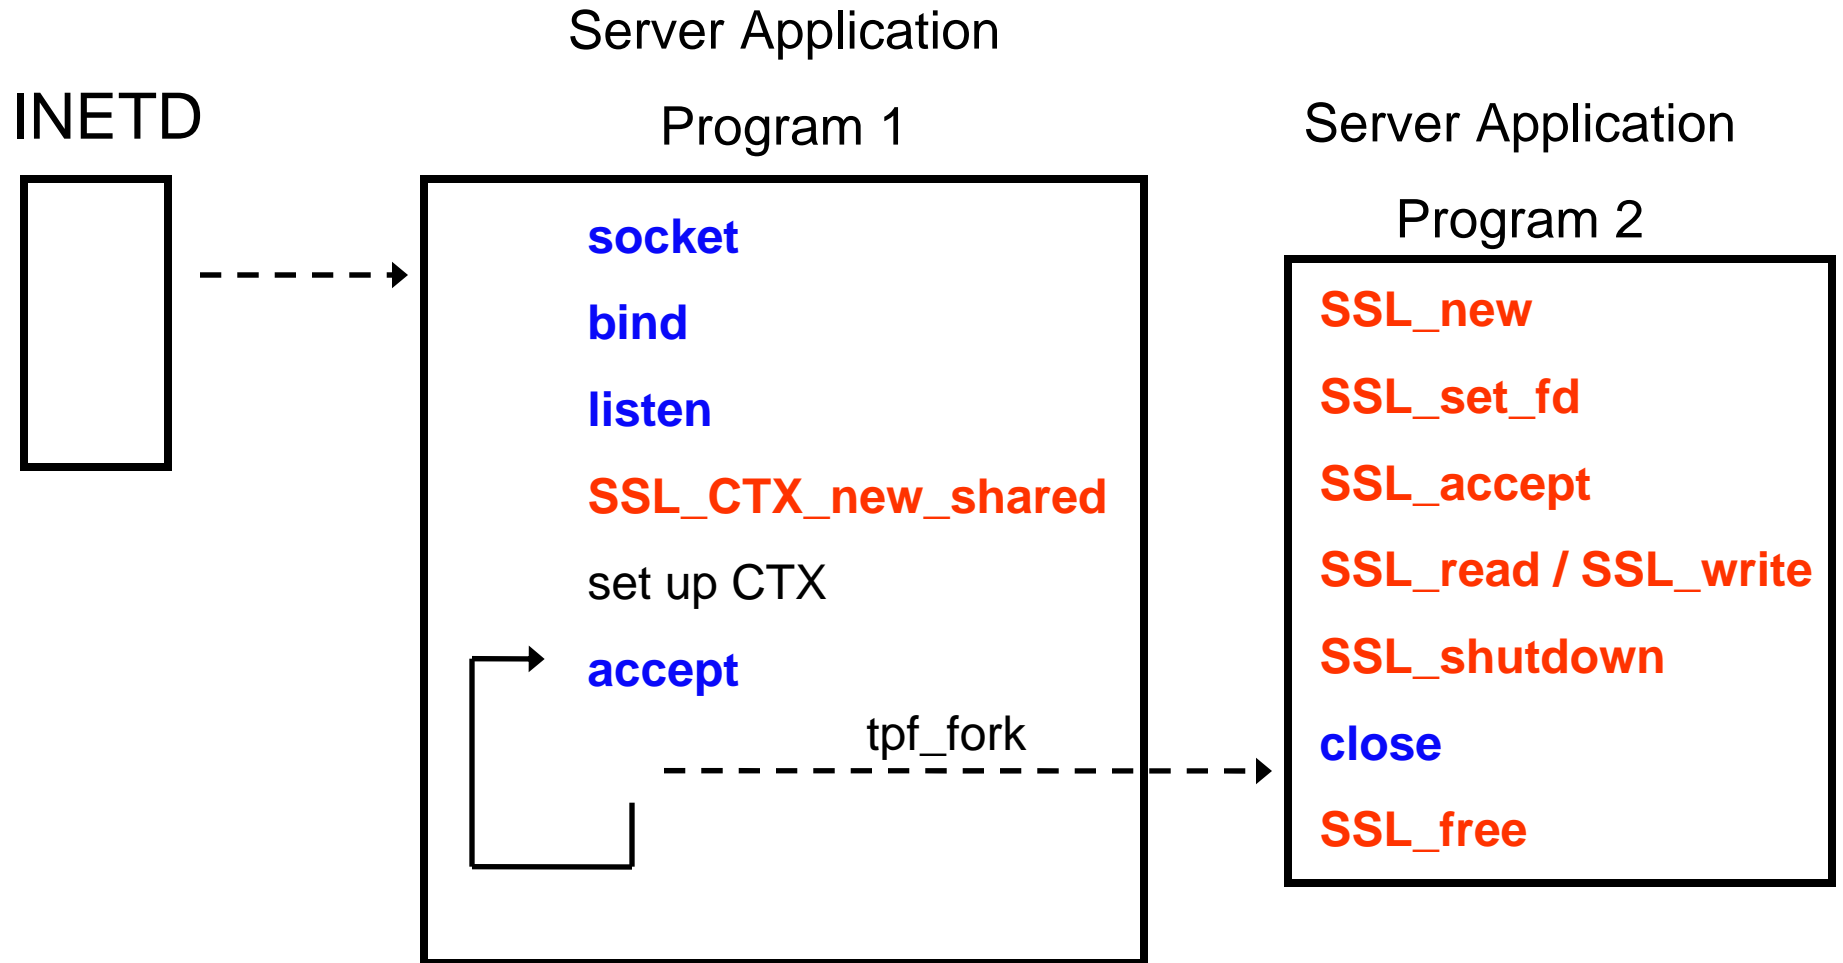 INETD
Server Application
Program 1
socket
bind
listen
SSL_CTX_new_shared
set up CTX
accept
tpf_fork
Server Application
Program 2
SSL_new
SSL_set_fd
SSL_accept
SSL_read / SSL_write
SSL_shutdown
close
SSL_free